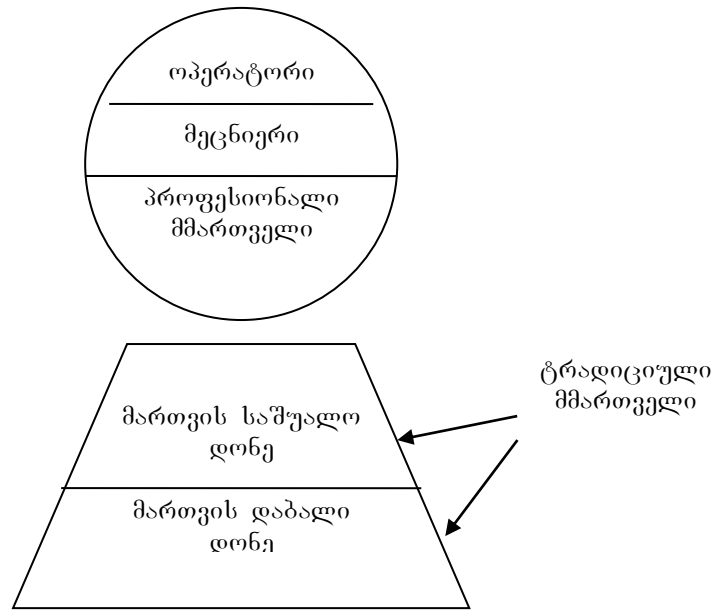 ოპერატორი
მეცნიერი
პროფესიონალი
მმართველი
ტრადიციული
მმართველი
მართვის საშუალო
დონე
მართვის დაბალი
დონე